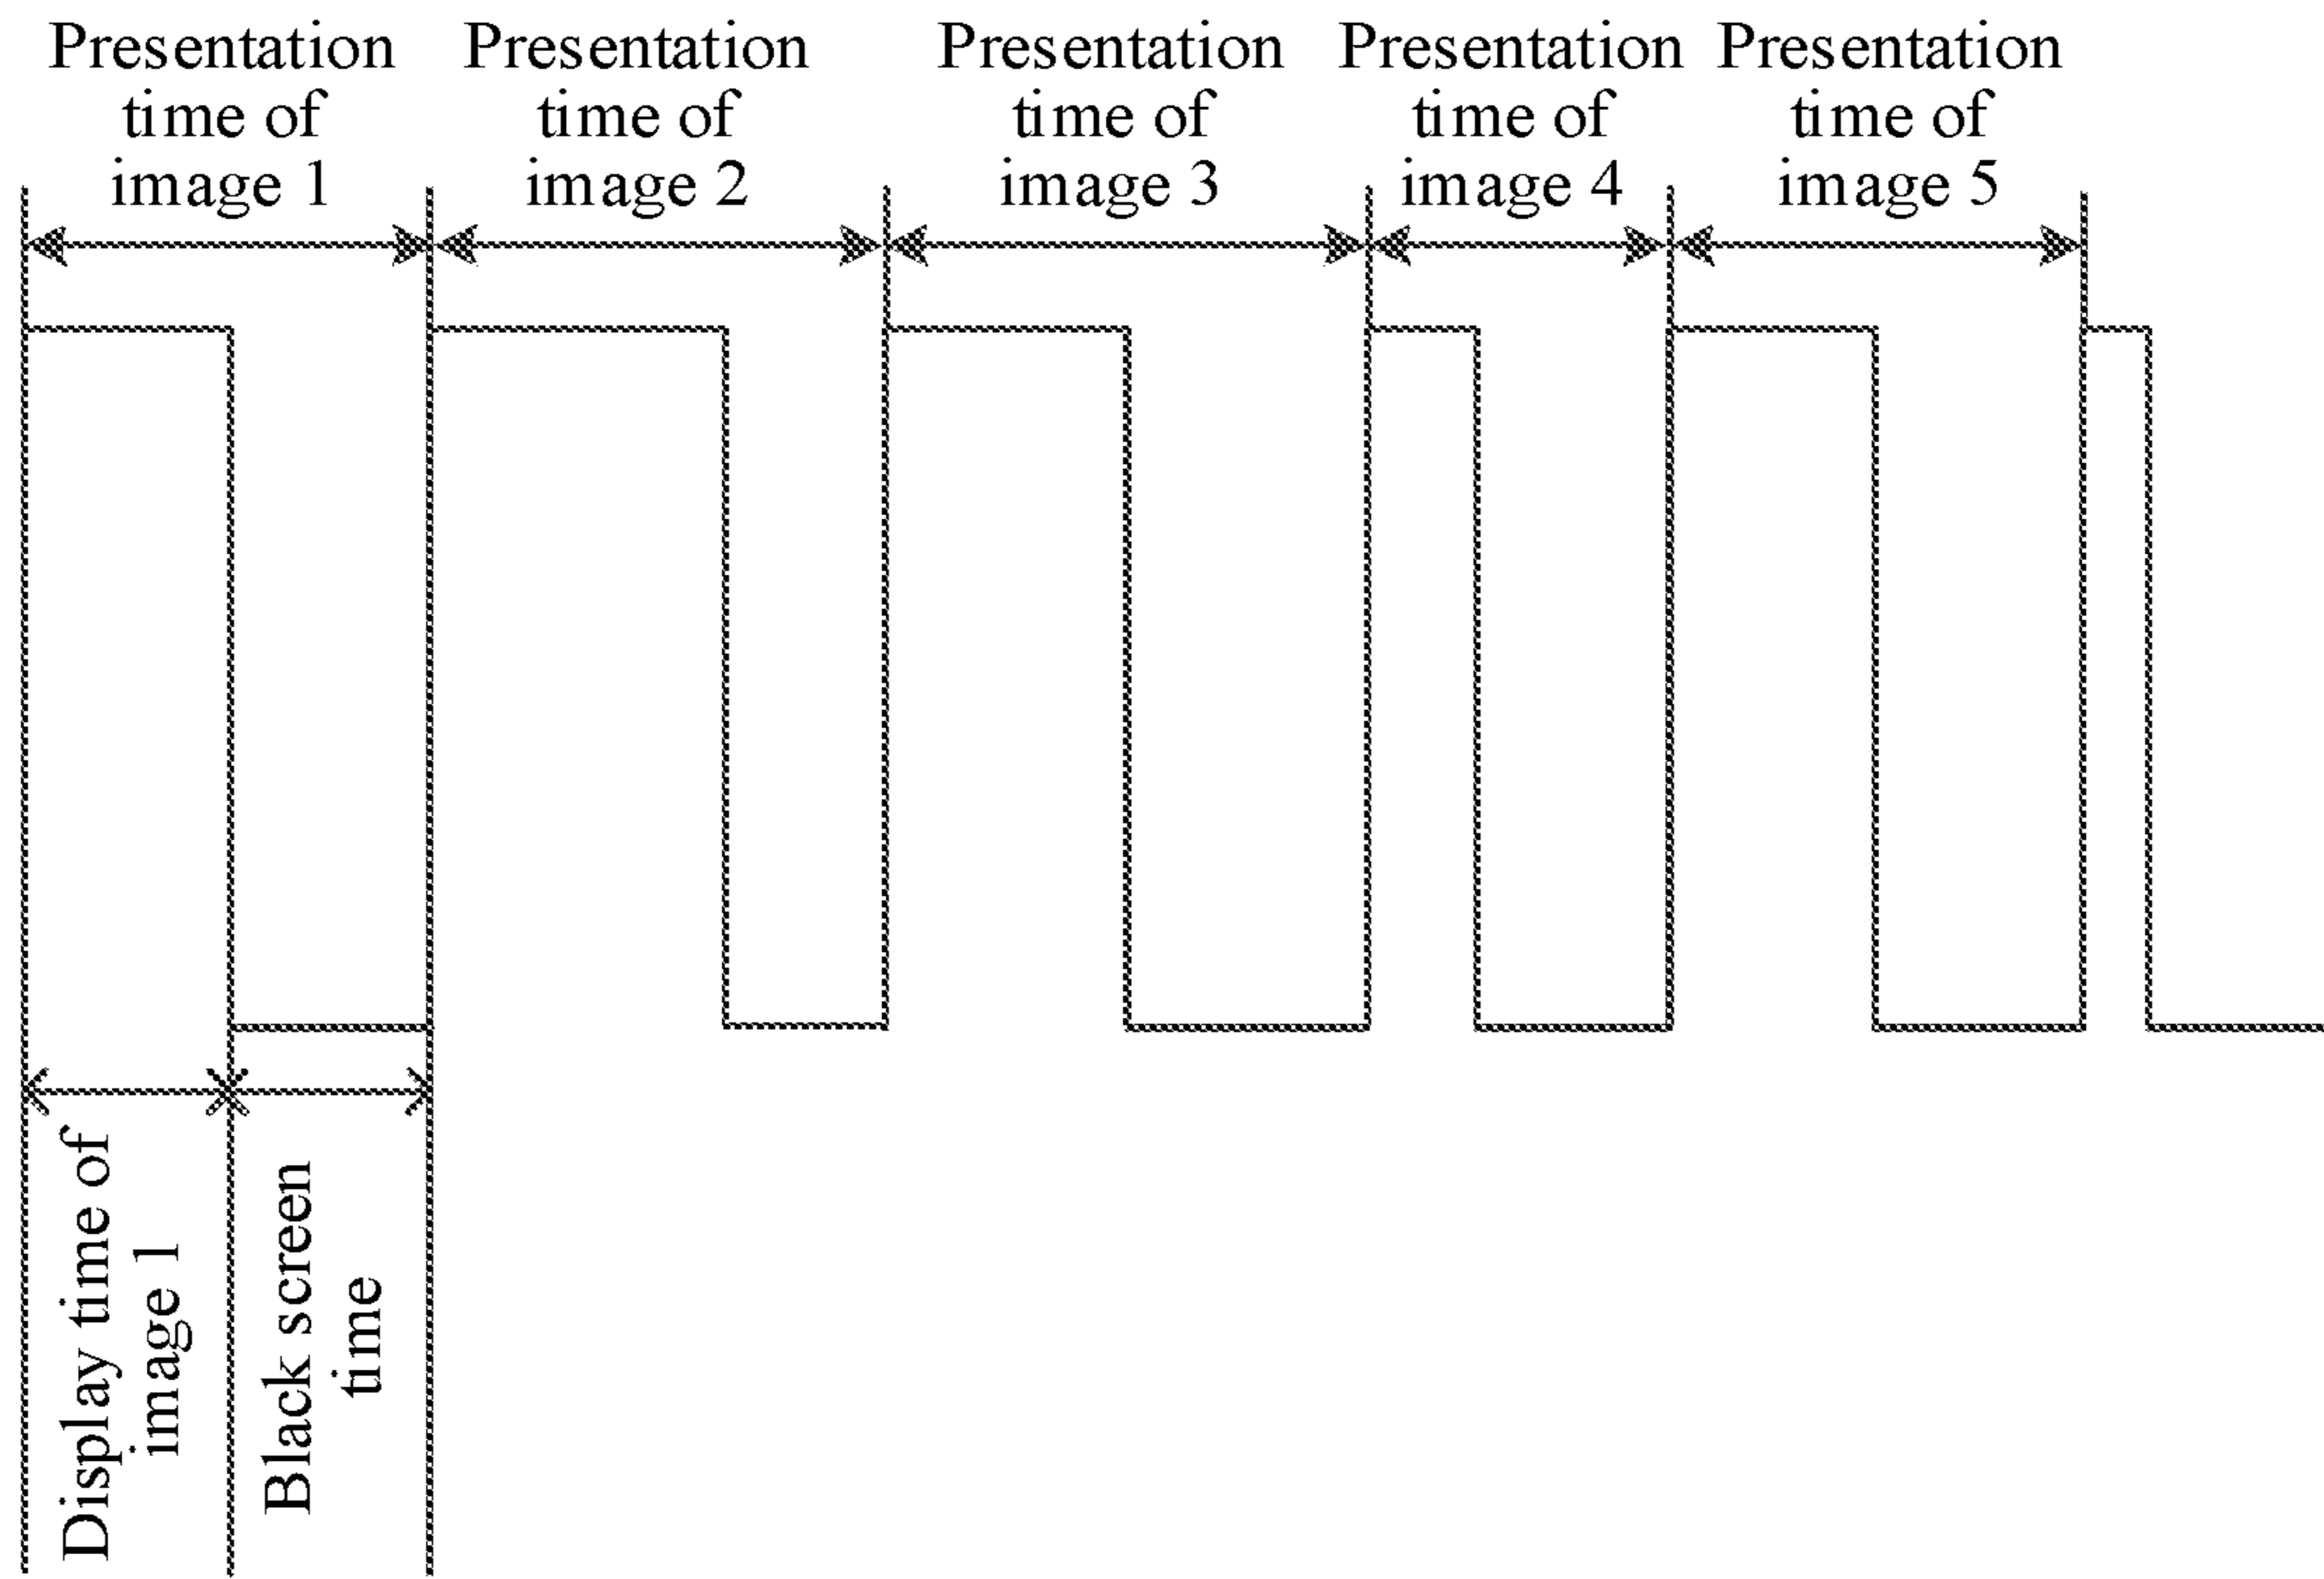 Presentation
time of
image 1
Presentation
time of
image 2
Presentation
time of
image 3
Presentation
time of
image 4
Presentation
time of
image 5
Display time of
image 1
Black screen
time